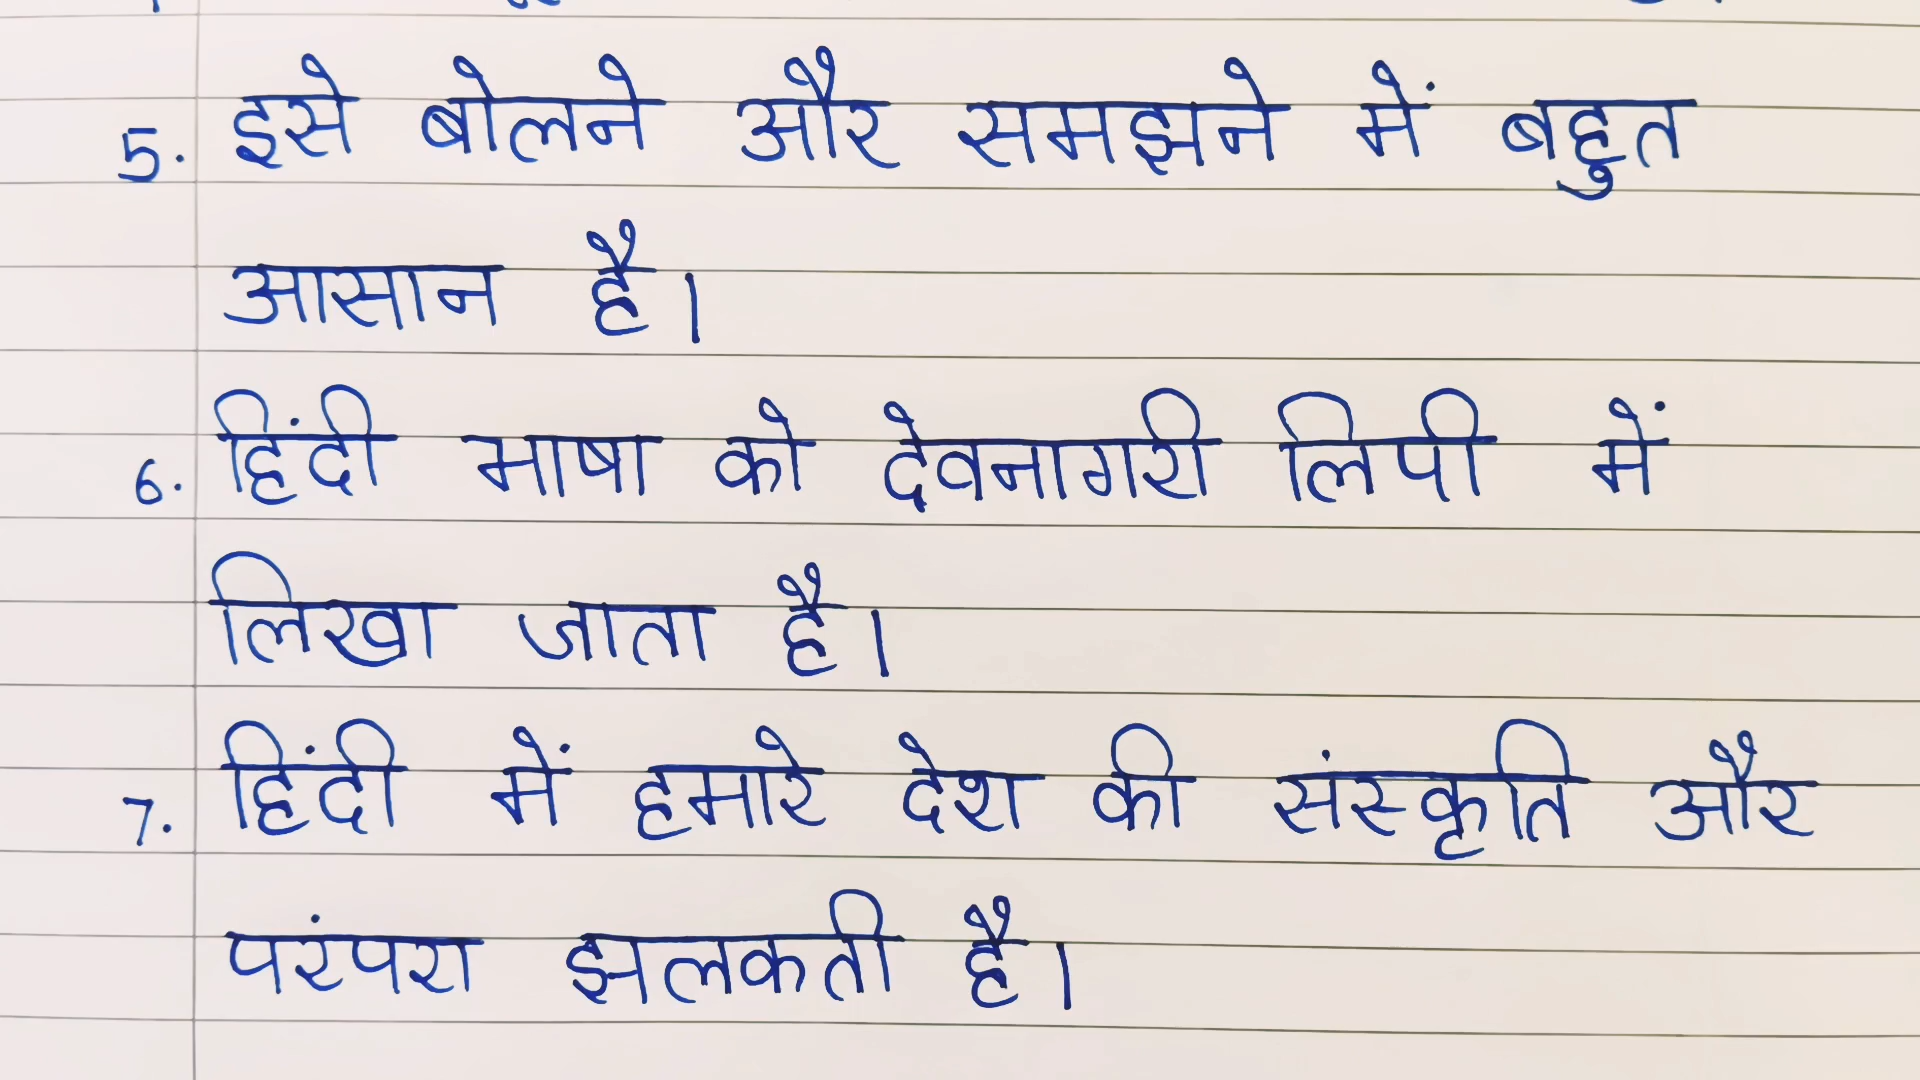 5. इसे बोलने और समझने में बहुत
आसान है।
6. हिंदी भाषा को देवनागरी लिपी में
लिखा जाता है।
7. हिंदी में हमारे देश की संस्कृति और
परंपरा झलकती है।